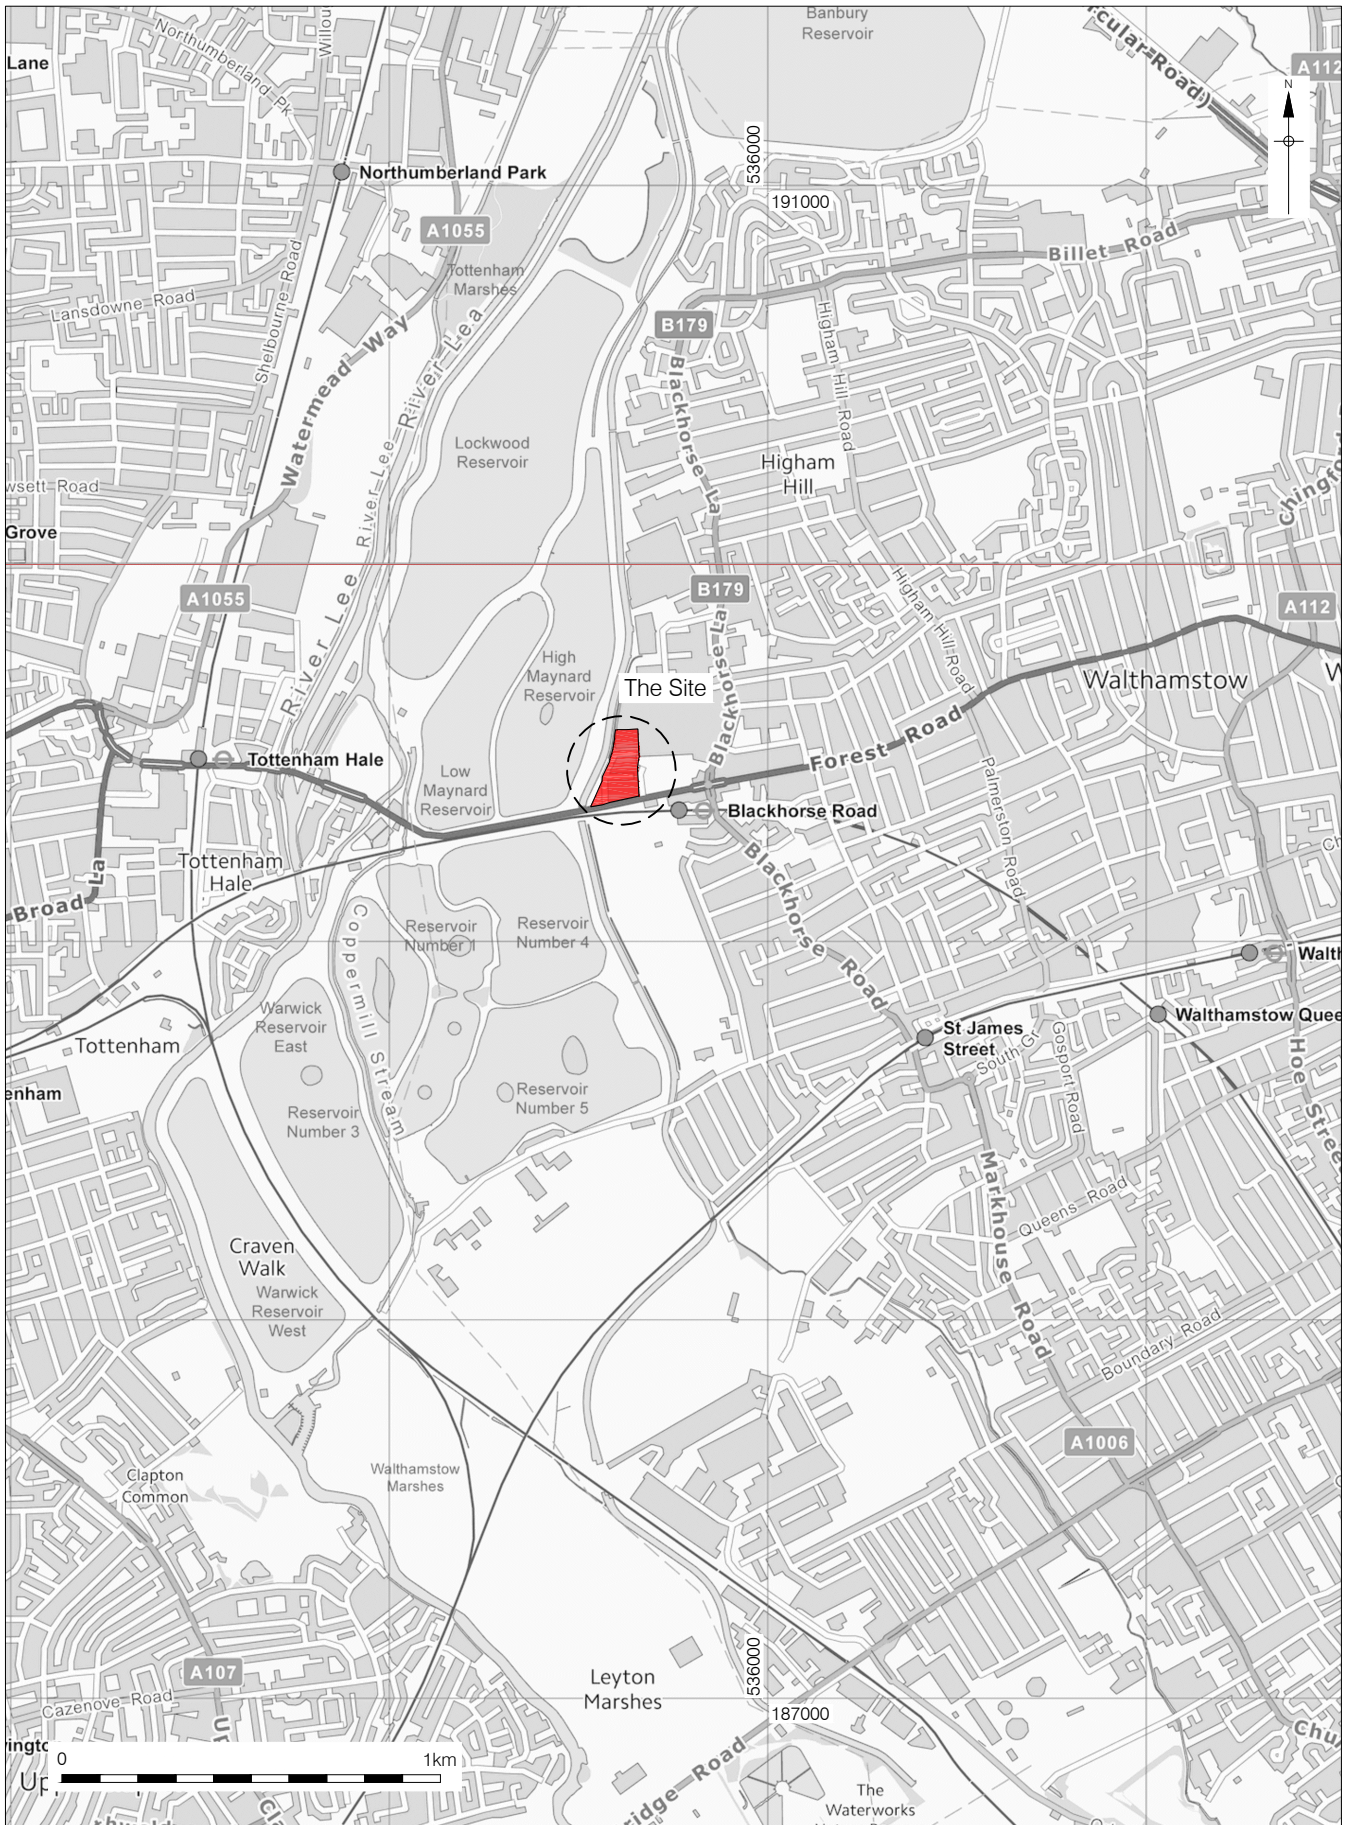 Banbury
Reservoir
cular Road)
A112
N
Lane
Northumberland Pk
Northumberland Park
536000
191000
A1055
Billet Road
Tottenham
Marshes
Lansdowne Road
Shelbourne Road
B179
Higham Hill Road
Watermead Way
River Lea
Blackhorse La
Lockwood
Reservoir
Higham
Hill
wsett Road
River Lee
Grove
A1055
B179
A112
River Lee
Higham Hill Road
High
Maynard
Reservoir
The Site
Blackhorse La
Walthamstow
W
Forest Road
Tottenham Hale
Low
Maynard
Reservoir
Blackhorse Road
Palmerston Road
Tottenham
Hale
Broad La
Blackhorse Road
Coppermill Stream
Reservoir
Number 1
Reservoir
Number 4
Walth
Warwick
Reservoir
East
Tottenham
Walthamstow Quee
St James
Street
South Gr
Gosport Road
Hoe Stree
enham
Reservoir
Number 3
Reservoir
Number 5
Markhouse Road
Queens Road
Craven
Walk
Warwick
Reservoir
West
Boundary Road
A1006
Clapton
Common
Walthamstow
Marshes
Leyton
Marshes
536000
187000
A107
Cazenove Road
0
1km
ridge Road
The
Waterworks